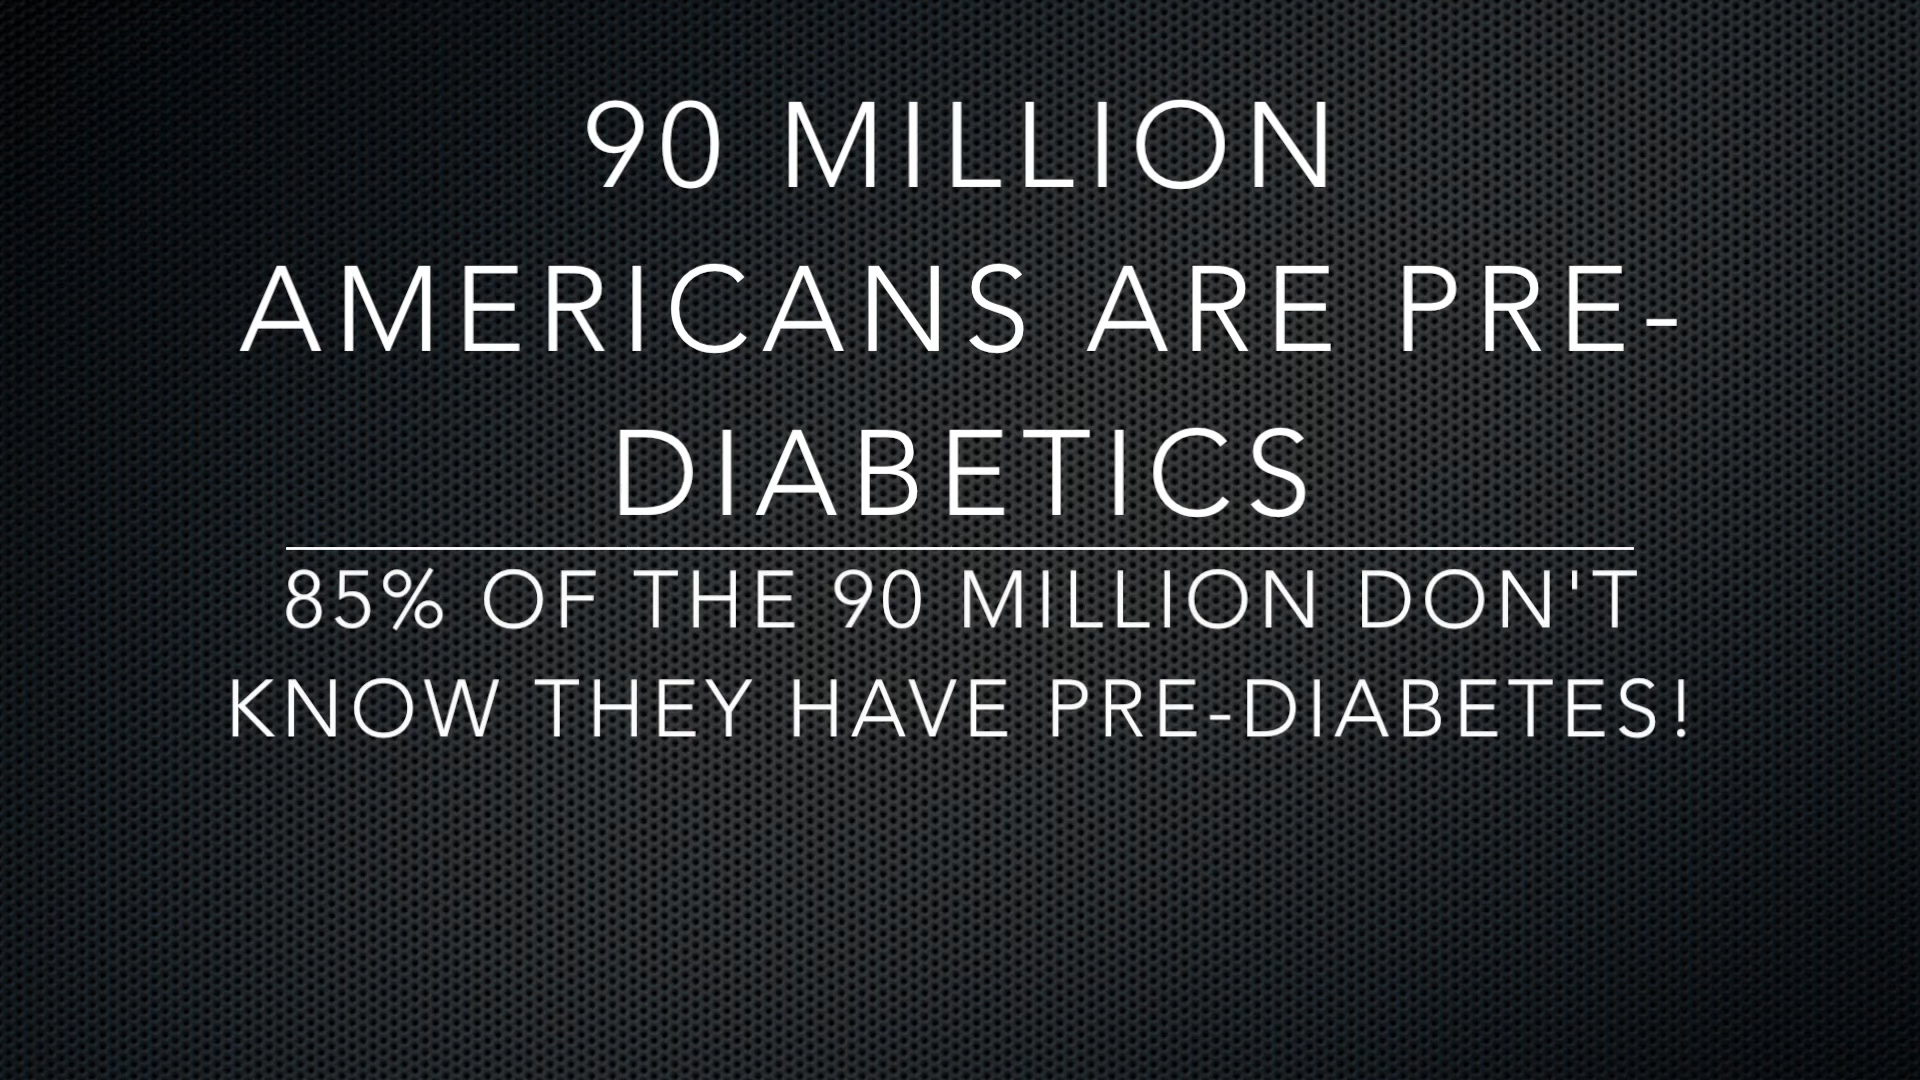 90 MILLION
AMERICANS ARE PRE-
DIABETICS
85% OF THE 90 MILLION DON'T
KNOW THEY HAVE PRE-DIABETES!